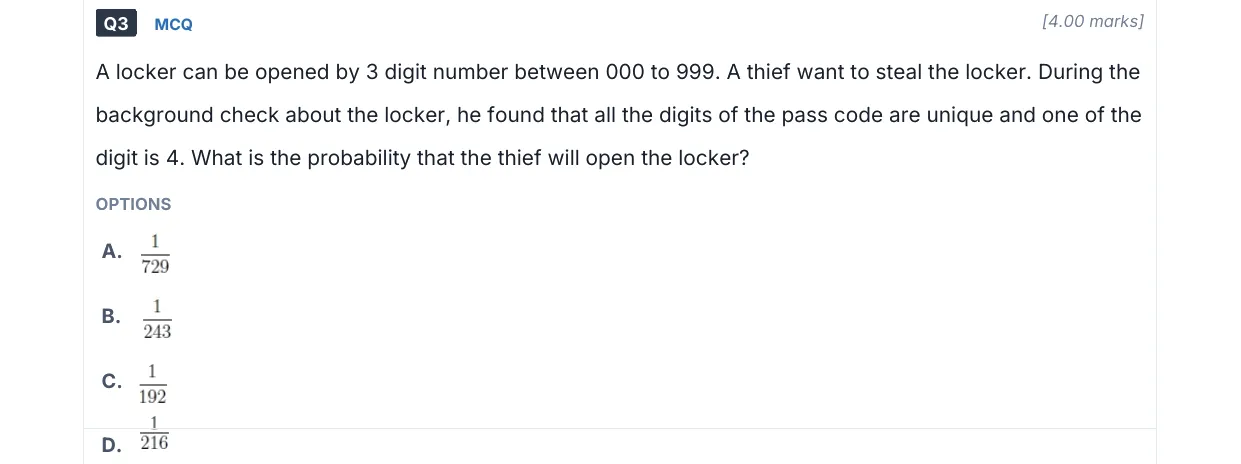 Q3 MCQ [4.00 marks]
A locker can be opened by 3 digit number between 000 to 999. A thief want to steal the locker. During the
background check about the locker, he found that all the digits of the pass code are unique and one of the
digit is 4. What is the probability that the thief will open the locker?
OPTIONS
A. 1/729
B. 1/243
C. 1/192
D. 1/216